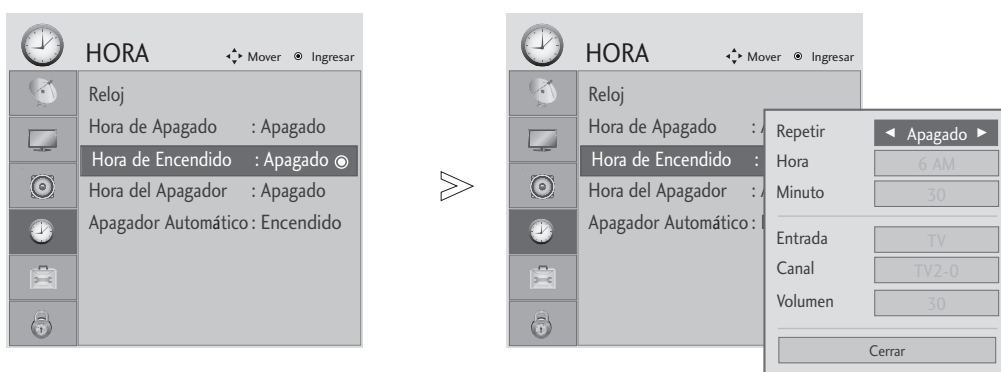 HORA
Mover Ingresar
Reloj
Hora de Apagado : Apagado
Hora de Encendido : Apagado
Hora del Apagador : Apagado
Apagador Automático : Encendido
HORA
Mover Ingresar
Reloj
Hora de Apagado :
Hora de Encendido :
Hora del Apagador :
Apagador Automático :
Repetir ◄ Apagado ►
Hora 6 AM
Minuto 30
Entrada TV
Canal TV2-0
Volumen 30
Cerrar